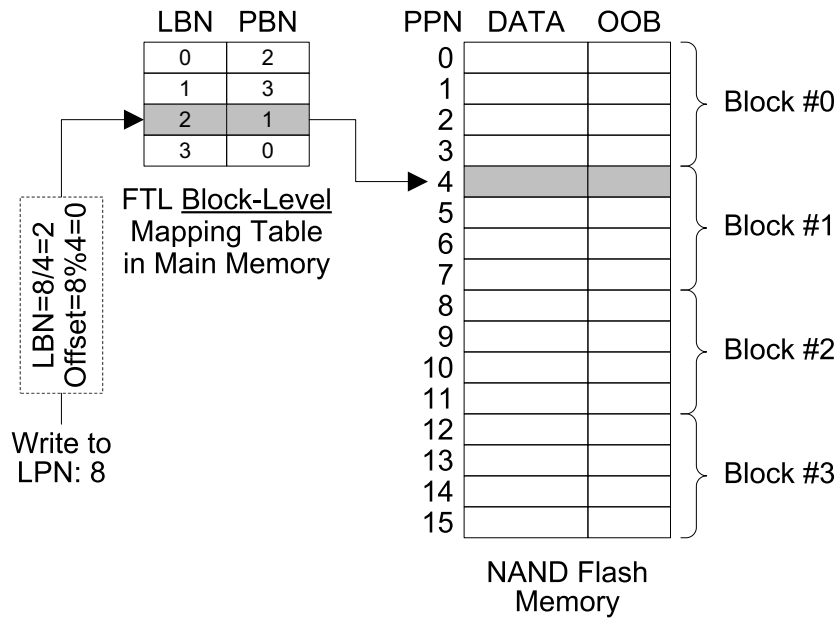 LBN PBN
0 2
1 3
2 1
3 0
FTL Block-Level
Mapping Table
in Main Memory
LBN=8/4=2
Offset=8%4=0
Write to
LPN: 8
PPN DATA OOB
0
1
2
3
4
5
6
7
8
9
10
11
12
13
14
15
Block #0
Block #1
Block #2
Block #3
NAND Flash
Memory